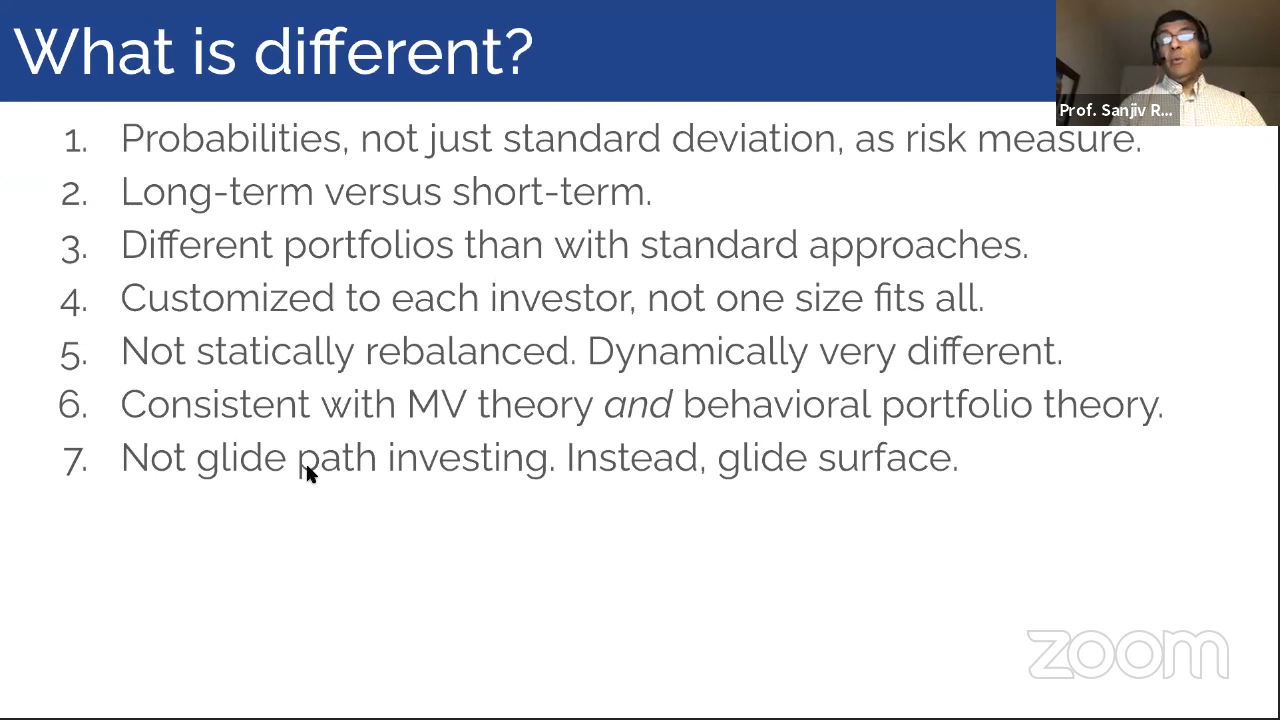 What is different?
Prof. Sanjiv R...
1. Probabilities, not just standard deviation, as risk measure.
2. Long-term versus short-term.
3. Different portfolios than with standard approaches.
4. Customized to each investor, not one size fits all.
5. Not statically rebalanced. Dynamically very different.
6. Consistent with MV theory and behavioral portfolio theory.
7. Not glide path investing. Instead, glide surface.
zoom